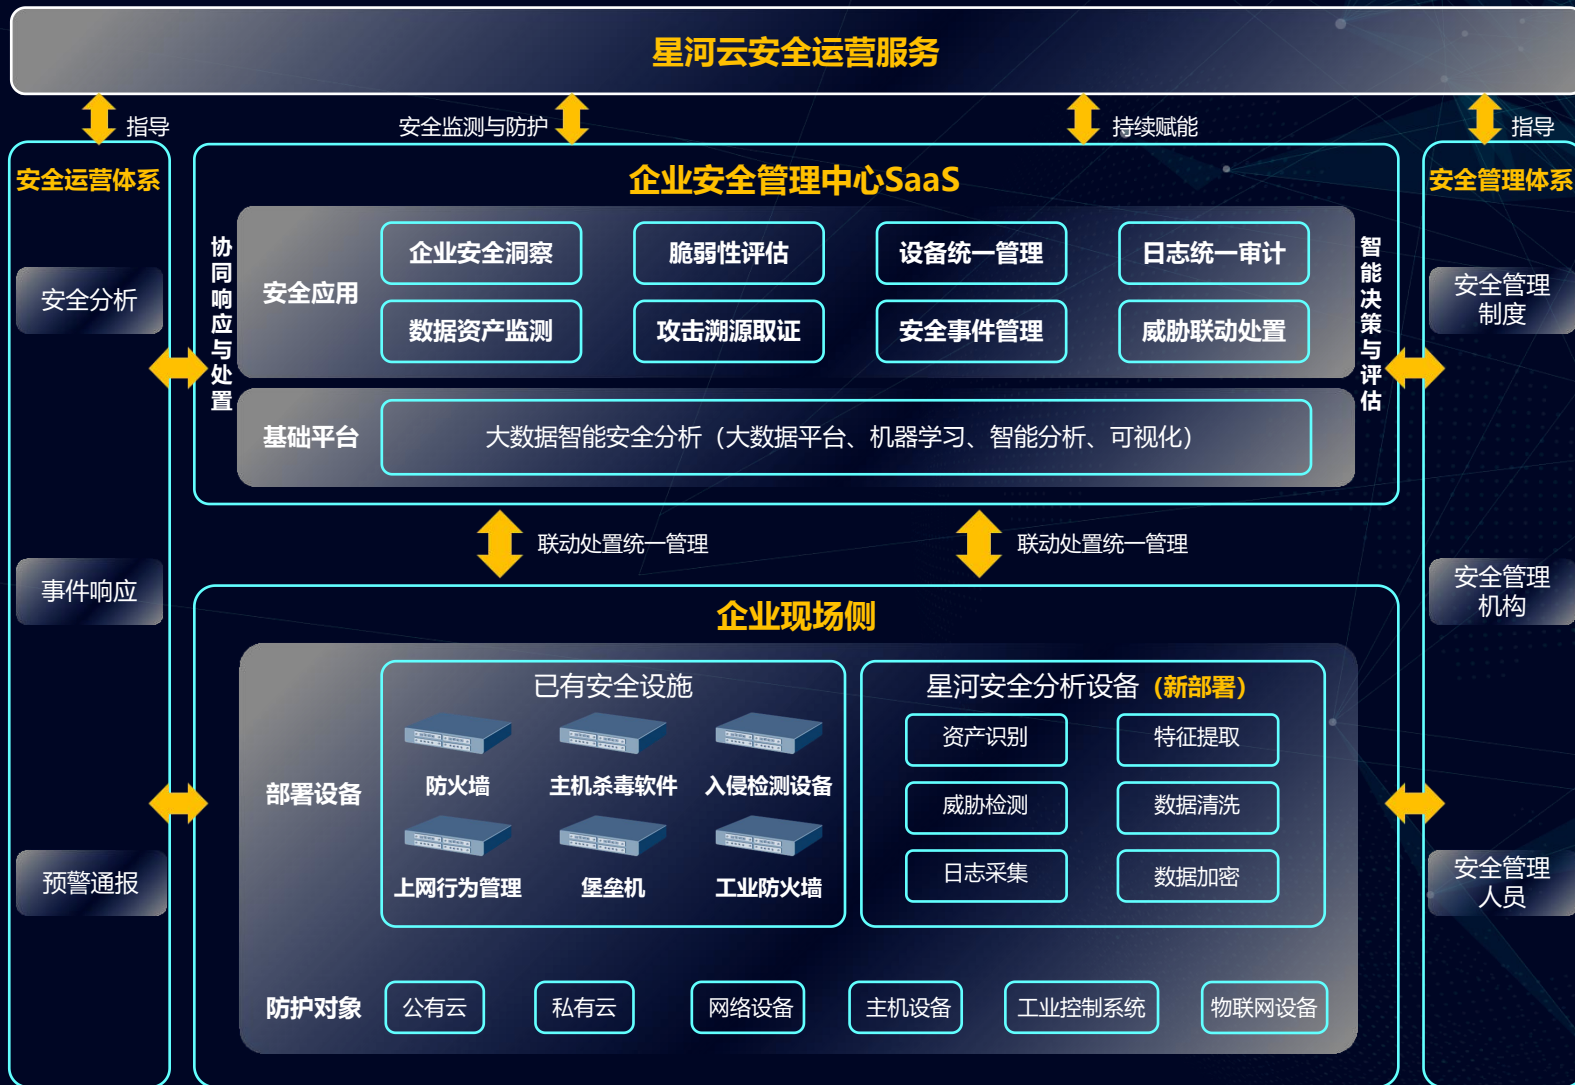 星河云安全运营服务
指导
安全监测与防护
持续赋能
指导
安全运营体系
安全分析
事件响应
预警通报
企业安全管理中心SaaS
协同响应与处置
安全应用
企业安全洞察
脆弱性评估
设备统一管理
日志统一审计
数据资产监测
攻击溯源取证
安全事件管理
威胁联动处置
基础平台
大数据智能安全分析（大数据平台、机器学习、智能分析、可视化）
智能决策与评估
联动处置统一管理
联动处置统一管理
企业现场侧
部署设备
已有安全设施
防火墙
主机杀毒软件
入侵检测设备
上网行为管理
堡垒机
工业防火墙
星河安全分析设备（新部署）
资产识别
特征提取
威胁检测
数据清洗
日志采集
数据加密
防护对象
公有云
私有云
网络设备
主机设备
工业控制系统
物联网设备
安全管理体系
安全管理
制度
安全管理
机构
安全管理
人员